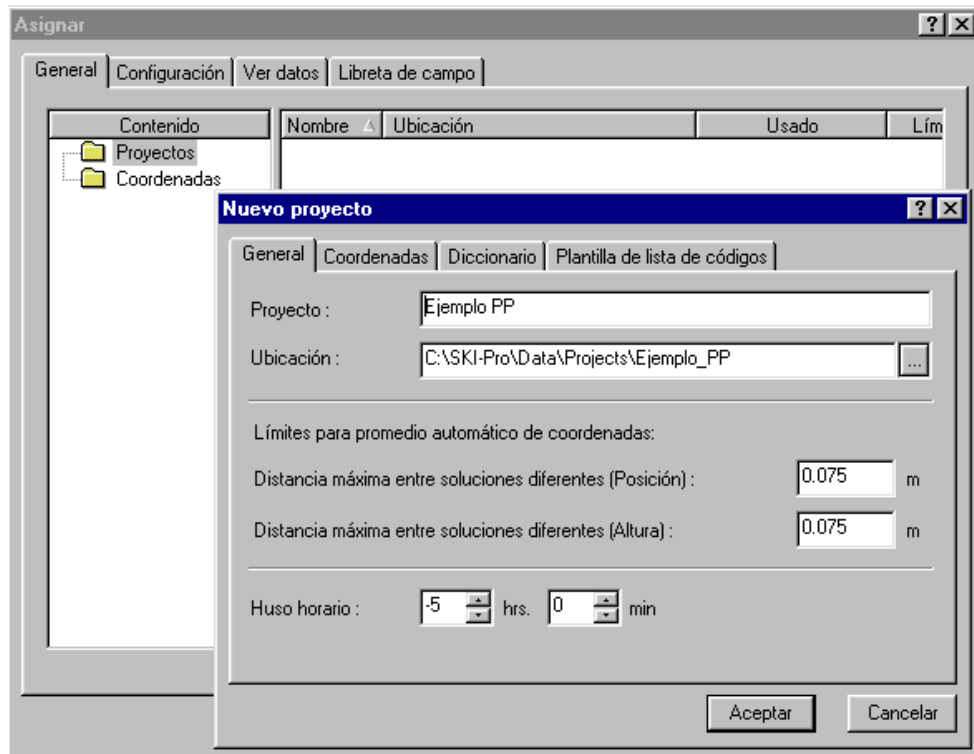 Asignar
General Configuración Ver datos Libreta de campo
Contenido Nombre Ubicación Usado Lím
Proyectos
Coordenadas
Nuevo proyecto
General Coordenadas Diccionario Plantilla de lista de códigos
Proyecto : Ejemplo PP
Ubicación : C:\SKI-Pro\Data\Projects\Ejemplo_PP ...
Límites para promedio automático de coordenadas:
Distancia máxima entre soluciones diferentes (Posición) : 0.075 m
Distancia máxima entre soluciones diferentes (Altura) : 0.075 m
Huso horario : -5 hrs. 0 min
Aceptar Cancelar